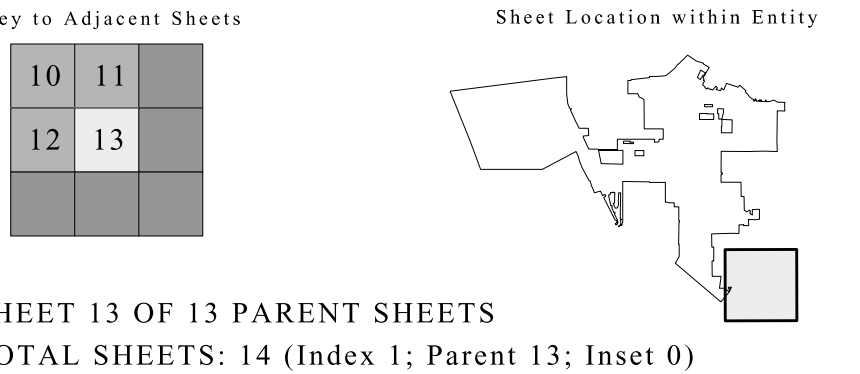 ey to Adjacent Sheets
Sheet Location within Entity
10 11
12 13
HEET 13 OF 13 PARENT SHEETS
OTAL SHEETS: 14 (Index 1; Parent 13; Inset 0)